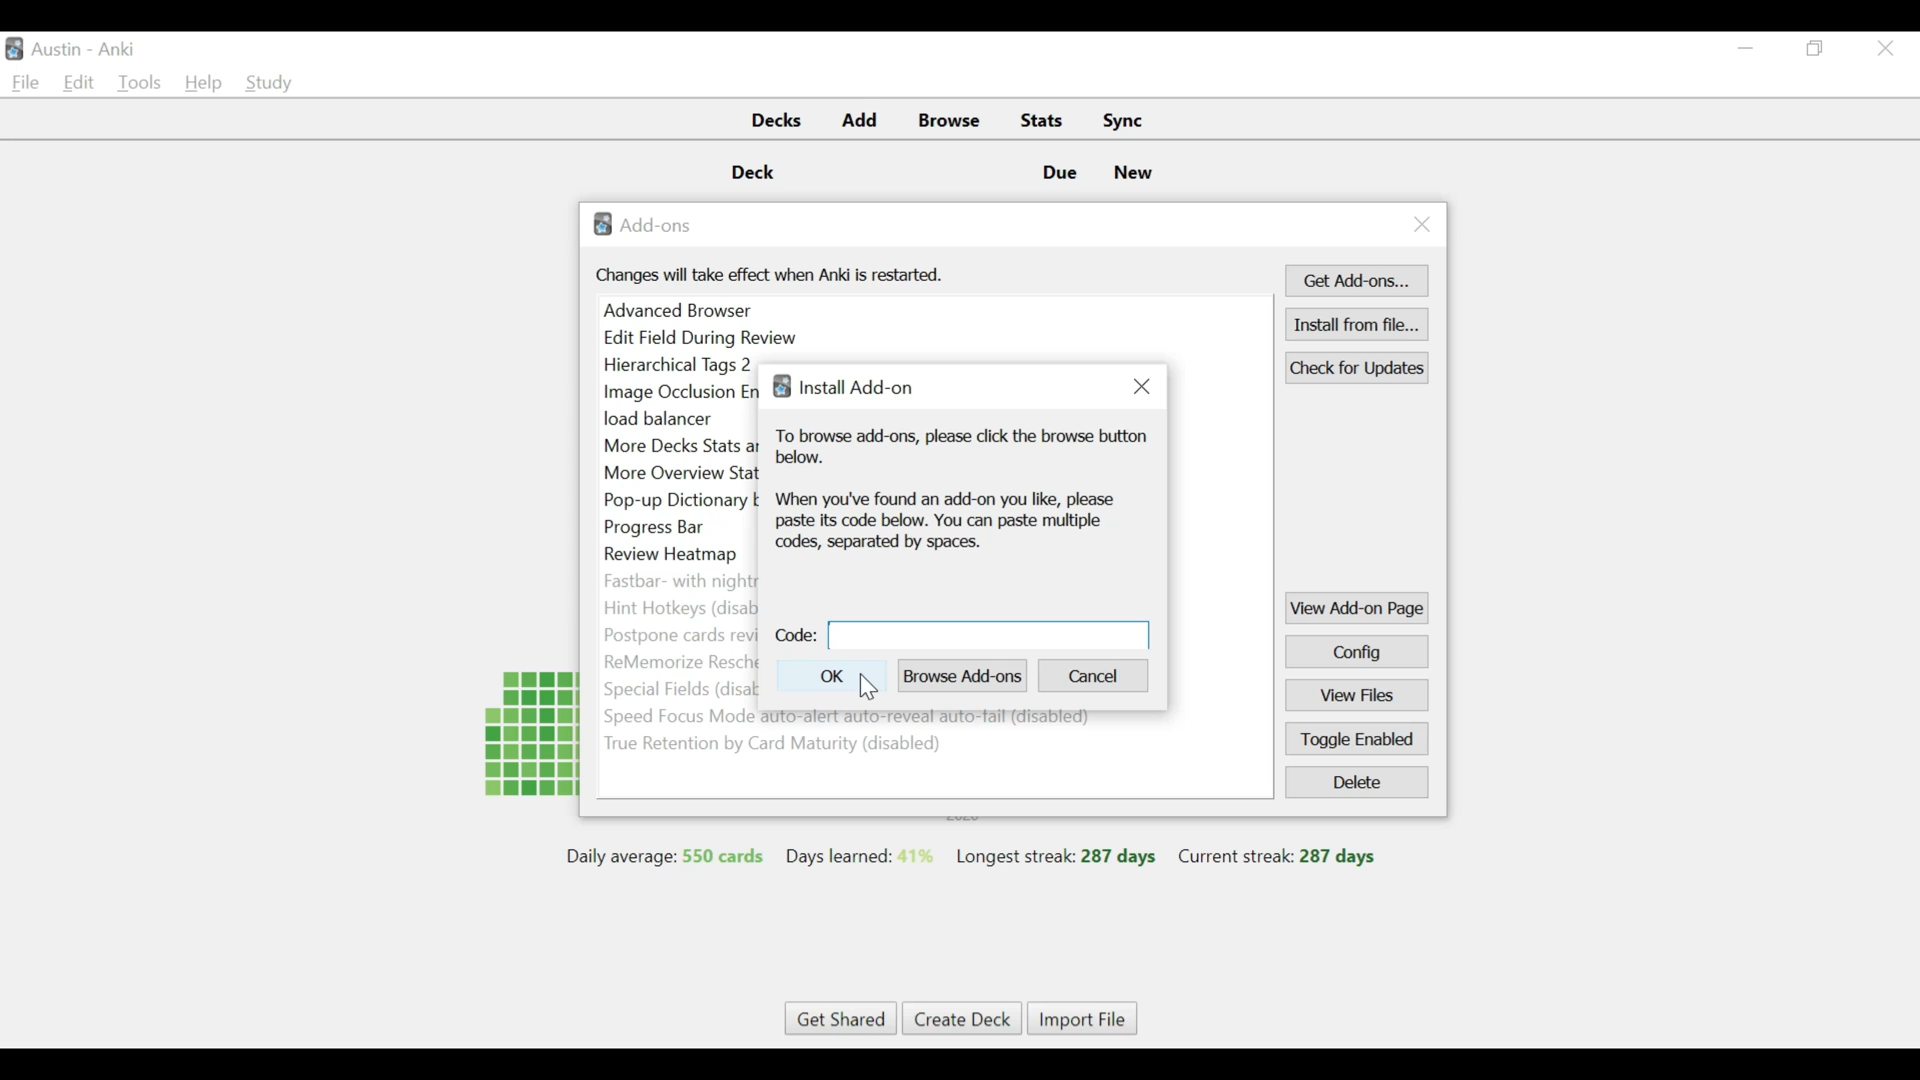 Austin - Anki
File Edit Tools Help Study
Decks Add Browse Stats Sync
Deck Due New
Add-ons
Changes will take effect when Anki is restarted.
Get Add-ons...
Install from file...
Check for Updates
Advanced Browser
Edit Field During Review
Hierarchical Tags 2
Image Occlusion En
load balancer
More Decks Stats
More Overview Stat
Pop-up Dictionary
Progress Bar
Review Heatmap
Fastbar- with night
Hint Hotkeys (disab
Postpone cards revi
ReMemorize Resche
Special Fields (disab
Speed Focus Mode auto-alert auto-reveal auto-fail (disabled)
True Retention by Card Maturity (disabled)
Install Add-on
To browse add-ons, please click the browse button
below.
When you've found an add-on you like, please
paste its code below. You can paste multiple
codes, separated by spaces.
Code:
OK Browse Add-ons Cancel
View Add-on Page
Config
View Files
Toggle Enabled
Delete
Daily average: 550 cards Days learned: 41% Longest streak: 287 days Current streak: 287 days
Get Shared Create Deck Import File